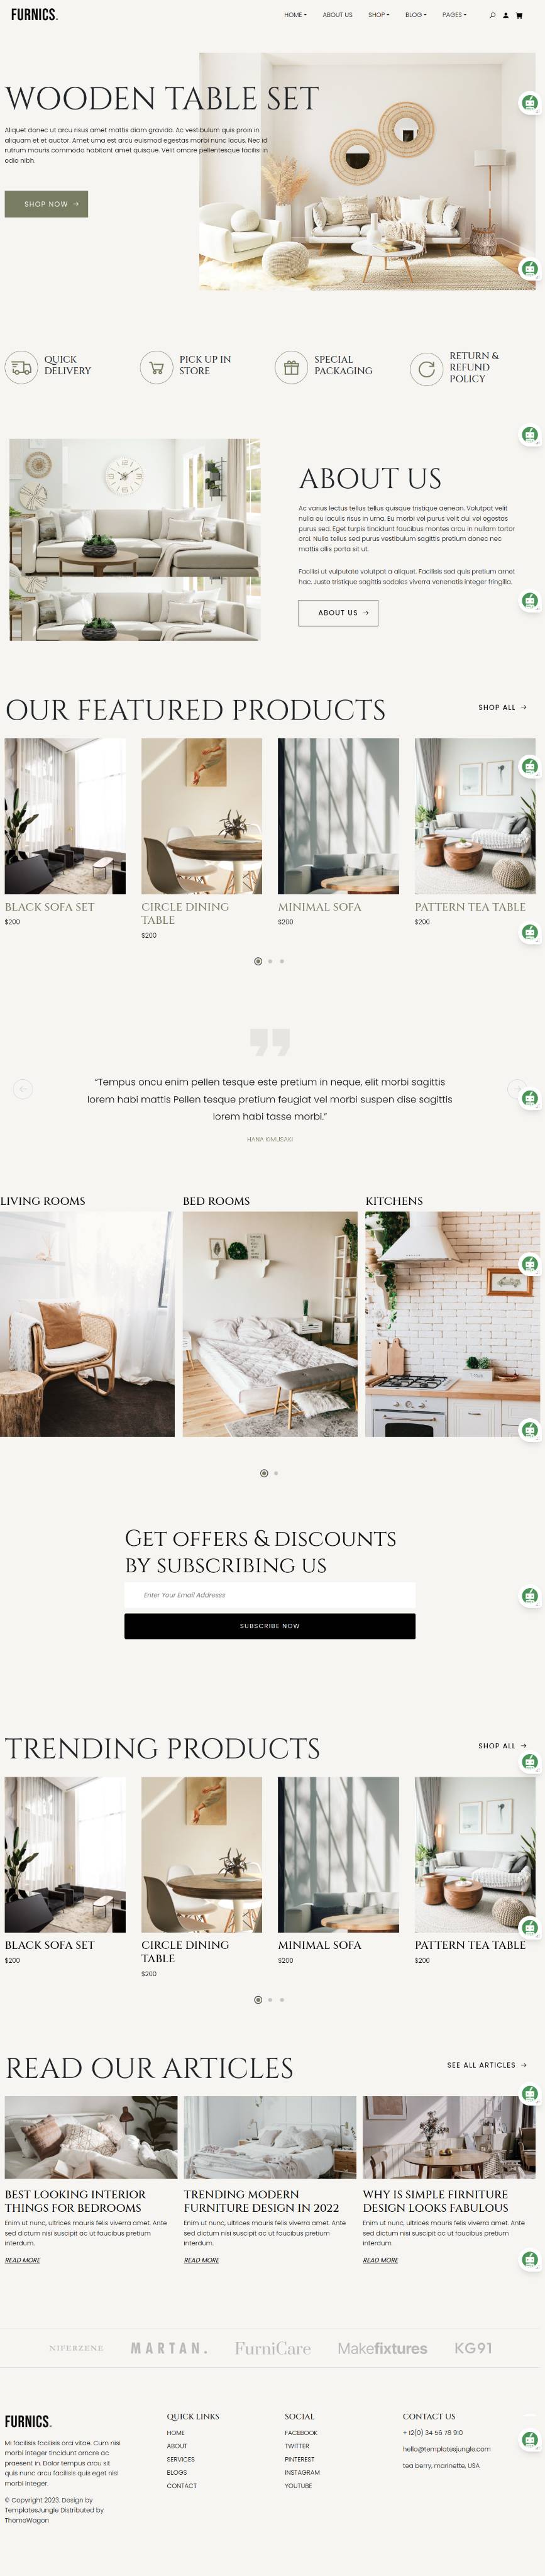 FURNICS.
HOME
ABOUT US
SHOP
BLOG
PAGES
WOODEN TABLE SET
Aliquet donec ut arcu risus amet mattis diam gravida. Ac vestibulum quis proin in
aliquam et et auctor. Amet urna est arcu euismod egestas morbi nunc lacus. Nec id
rutrum mauris commodo habitant amet quisque. Velit ornare pellentesque facilisi in
odio nibh.
SHOP NOW →
QUICK
DELIVERY
PICK UP IN
STORE
SPECIAL
PACKAGING
RETURN &
REFUND
POLICY
ABOUT US
Ac varius lectus tellus tellus quisque tristique aenean. Volutpat velit
nulla eu iaculis risus in urna. Eu morbi vel purus velit dui vel egestas
purus sed. Eget turpis tincidunt faucibus montes arcu in nullam tortor
orci. Nulla tellus sed purus vestibulum sagittis pretium donec nec
mattis allis porta sit ut.
Facilisi ut vulputate volutpat a aliquet. Facilisis sed quis pretium amet
hac. Justo tristique sagittis sodales viverra venenatis integer fringilla.
ABOUT US →
OUR FEATURED PRODUCTS
SHOP ALL →
BLACK SOFA SET
$200
CIRCLE DINING
TABLE
$200
MINIMAL SOFA
$200
PATTERN TEA TABLE
$200
“Tempus oncu enim pellen tesque este pretium in neque, elit morbi sagittis
lorem habi mattis Pellen tesque pretium feugiat vel morbi suspen dise sagittis
lorem habi tasse morbi.”
HANA KIMUSAKI
LIVING ROOMS
BED ROOMS
KITCHENS
GET OFFERS & DISCOUNTS
BY SUBSCRIBING US
Enter Your Email Addresss
SUBSCRIBE NOW
TRENDING PRODUCTS
SHOP ALL →
BLACK SOFA SET
$200
CIRCLE DINING
TABLE
$200
MINIMAL SOFA
$200
PATTERN TEA TABLE
$200
READ OUR ARTICLES
SEE ALL ARTICLES →
BEST LOOKING INTERIOR
THINGS FOR BEDROOMS
Enim ut nunc, ultrices mauris felis viverra amet. Ante
sed dictum nisi suscipit ac ut faucibus pretium
interdum.
READ MORE
TRENDING MODERN
FURNITURE DESIGN IN 2022
Enim ut nunc, ultrices mauris felis viverra amet. Ante
sed dictum nisi suscipit ac ut faucibus pretium
interdum.
READ MORE
WHY IS SIMPLE FIRNITURE
DESIGN LOOKS FABULOUS
Enim ut nunc, ultrices mauris felis viverra amet. Ante
sed dictum nisi suscipit ac ut faucibus pretium
interdum.
READ MORE
NIFERZENE
MARTAN.
FurniCare
Makefixtures
KG91
FURNICS.
Mi facilisis facilisis orci vitae. Cum nisi
morbi integer tincidunt ornare ac
praesent in. Dolor tempus arcu sit
quis nunc arcu facilisis quis eget nisi
morbi integer.
© Copyright 2023. Design by
TemplatesJungle Distributed by
ThemeWagon
QUICK LINKS
HOME
ABOUT
SERVICES
BLOGS
CONTACT
SOCIAL
FACEBOOK
TWITTER
PINTEREST
INSTAGRAM
YOUTUBE
CONTACT US
+ 12(0) 34 56 78 910
hello@templatesjungle.com
tea berry, marinette, USA